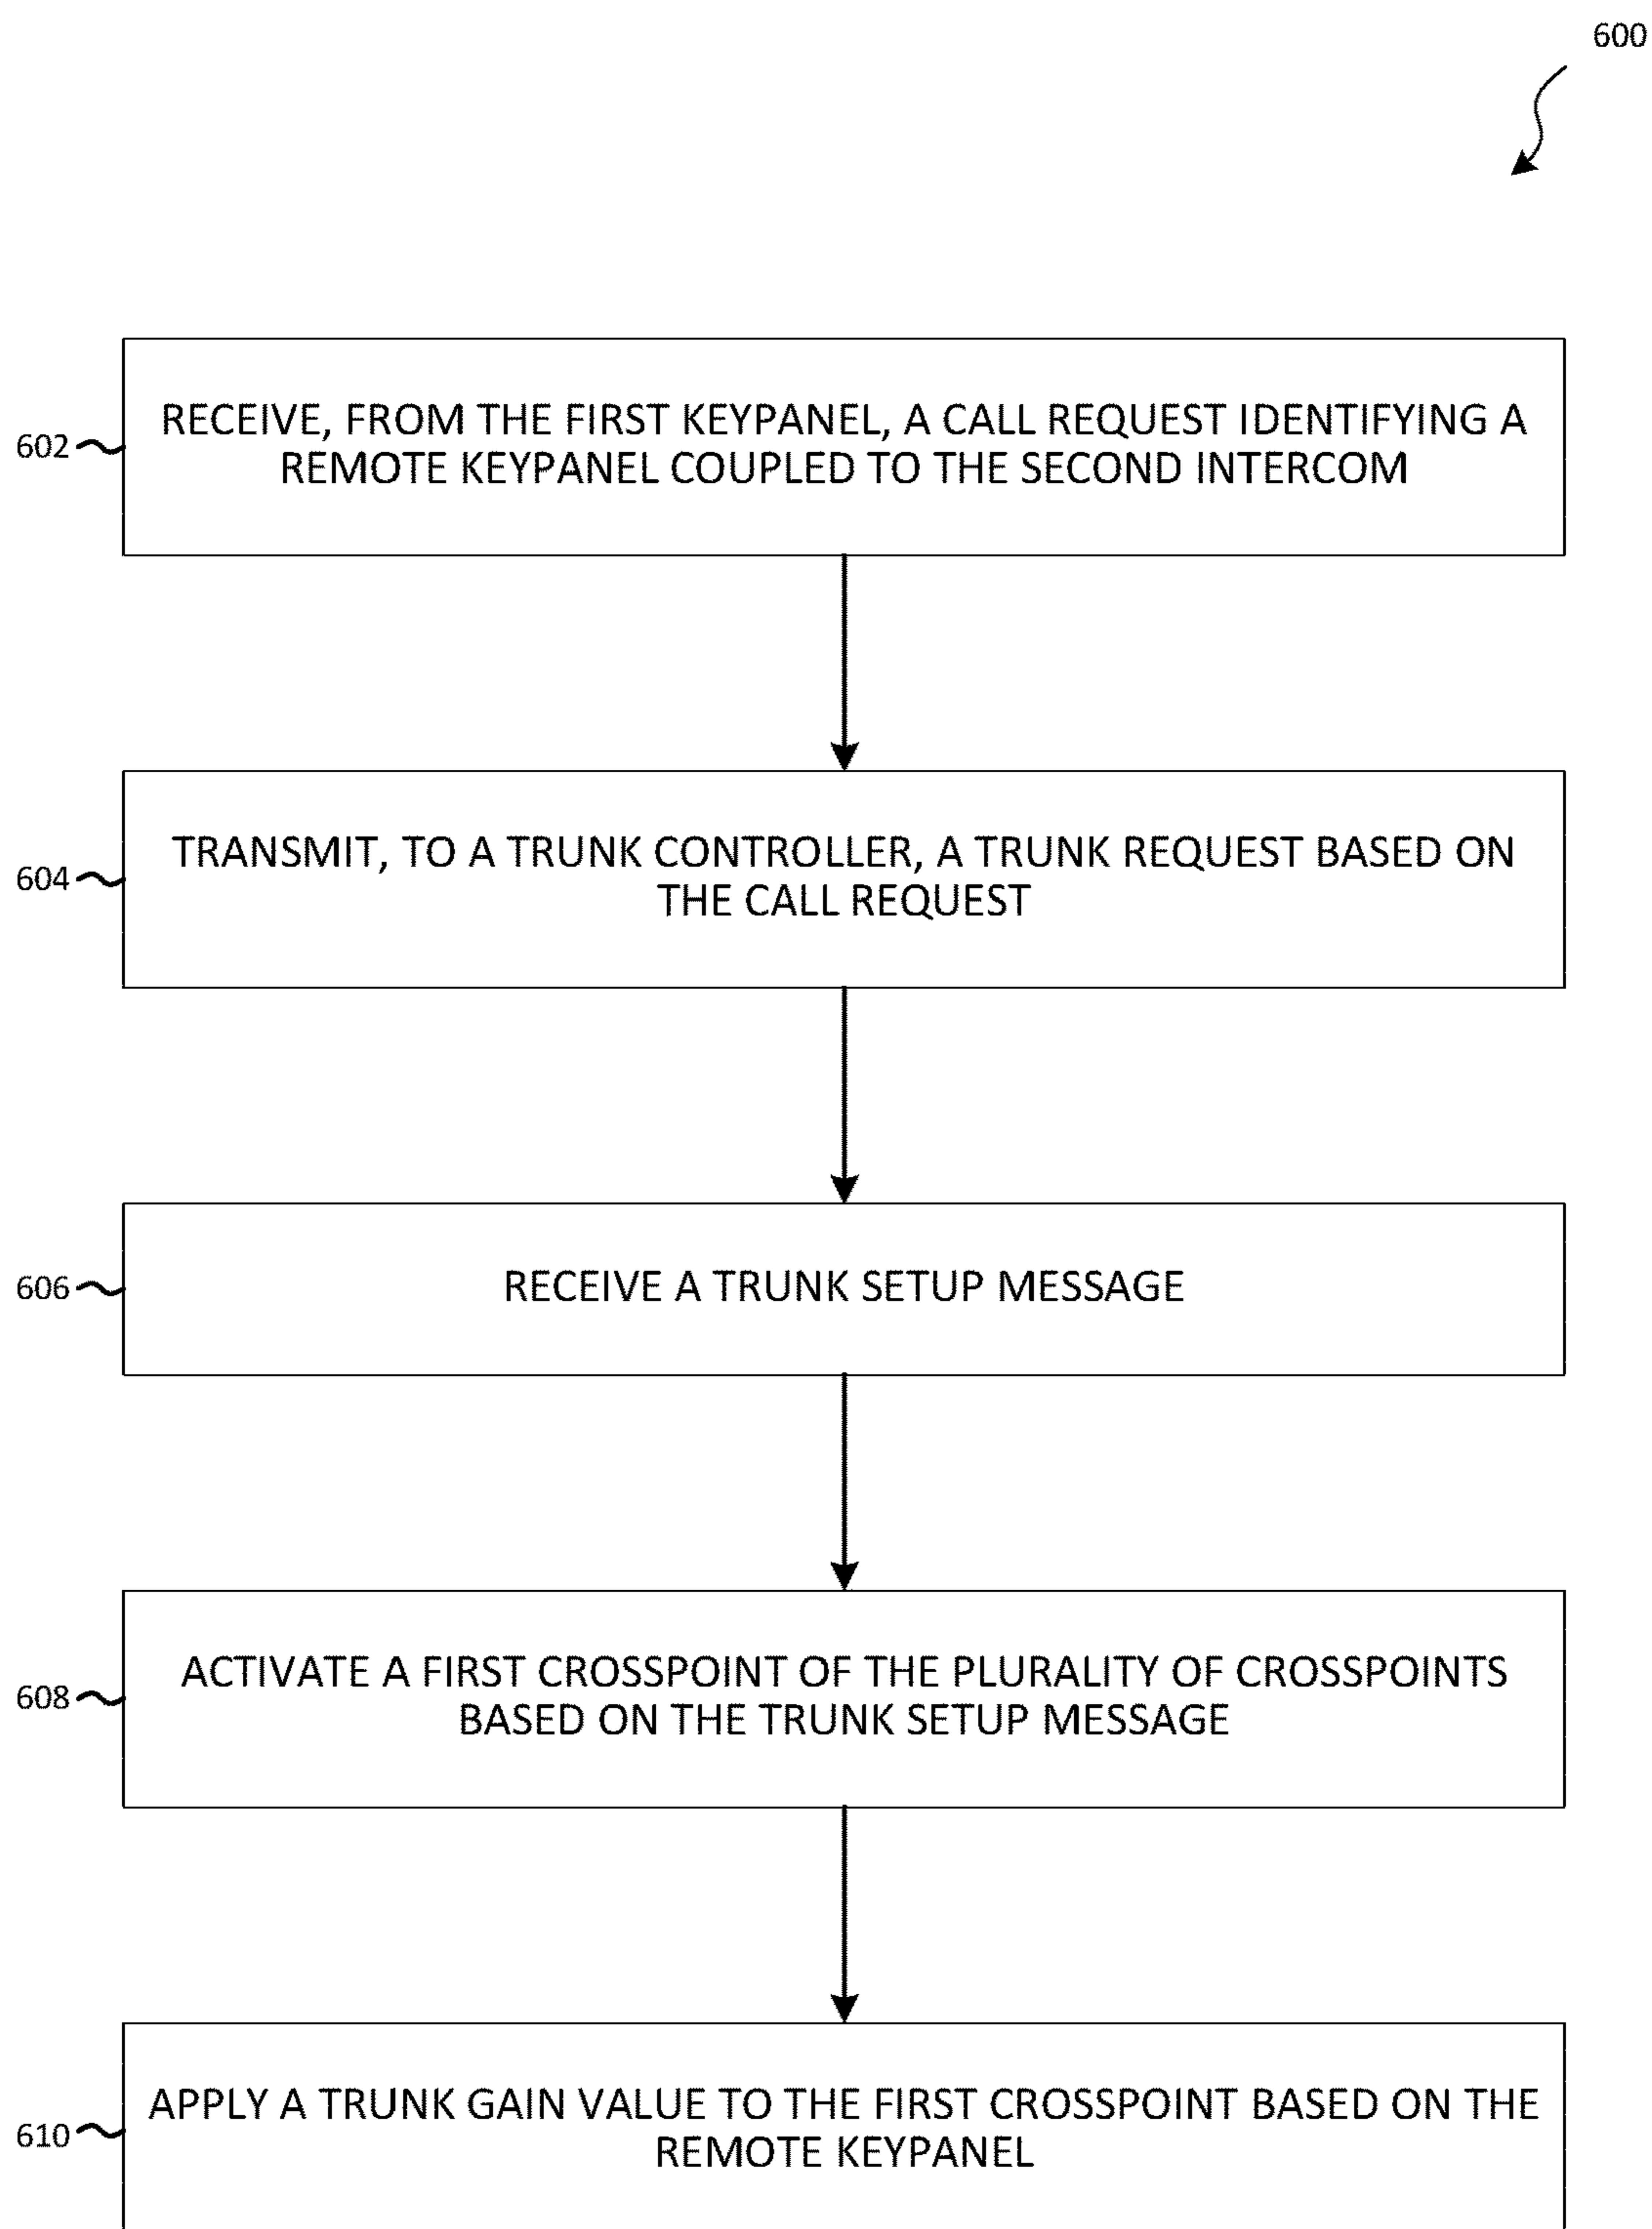 600
602
RECEIVE, FROM THE FIRST KEYPANEL, A CALL REQUEST IDENTIFYING A
REMOTE KEYPANEL COUPLED TO THE SECOND INTERCOM
604
TRANSMIT, TO A TRUNK CONTROLLER, A TRUNK REQUEST BASED ON
THE CALL REQUEST
606
RECEIVE A TRUNK SETUP MESSAGE
608
ACTIVATE A FIRST CROSSPOINT OF THE PLURALITY OF CROSSPOINTS
BASED ON THE TRUNK SETUP MESSAGE
610
APPLY A TRUNK GAIN VALUE TO THE FIRST CROSSPOINT BASED ON THE
REMOTE KEYPANEL